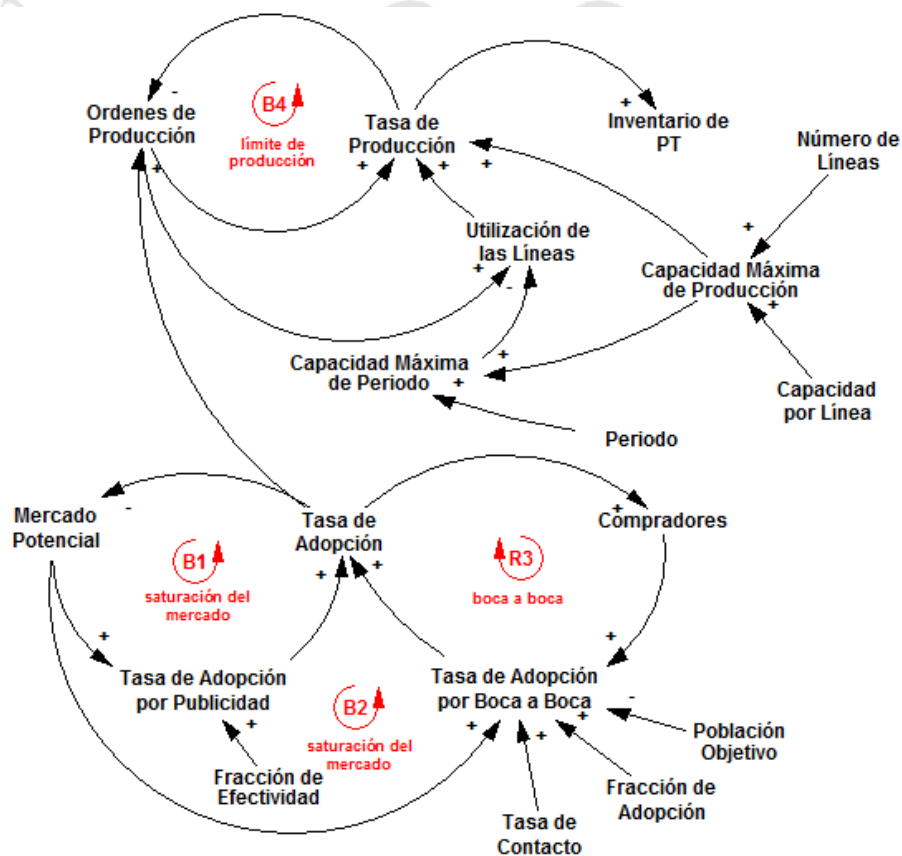 Ordenes de
Producción
-
+
B4
límite de
producción
Tasa de
Producción
+
+
+
+
Inventario de
PT
Número de
Líneas
+
Utilización de
las Líneas
+
-
Capacidad Máxima
de Producción
+
Capacidad Máxima
de Periodo
+
+
Capacidad
por Línea
Periodo
Mercado
Potencial
-
Tasa de
Adopción
+
+
+
Compradores
B1
saturación del
mercado
R3
boca a boca
+
Tasa de Adopción
por Publicidad
+
+
Tasa de Adopción
por Boca a Boca
-
+
+
+
B2
saturación del
mercado
Población
Objetivo
Fracción de
Efectividad
Fracción de
Adopción
Tasa de
Contacto